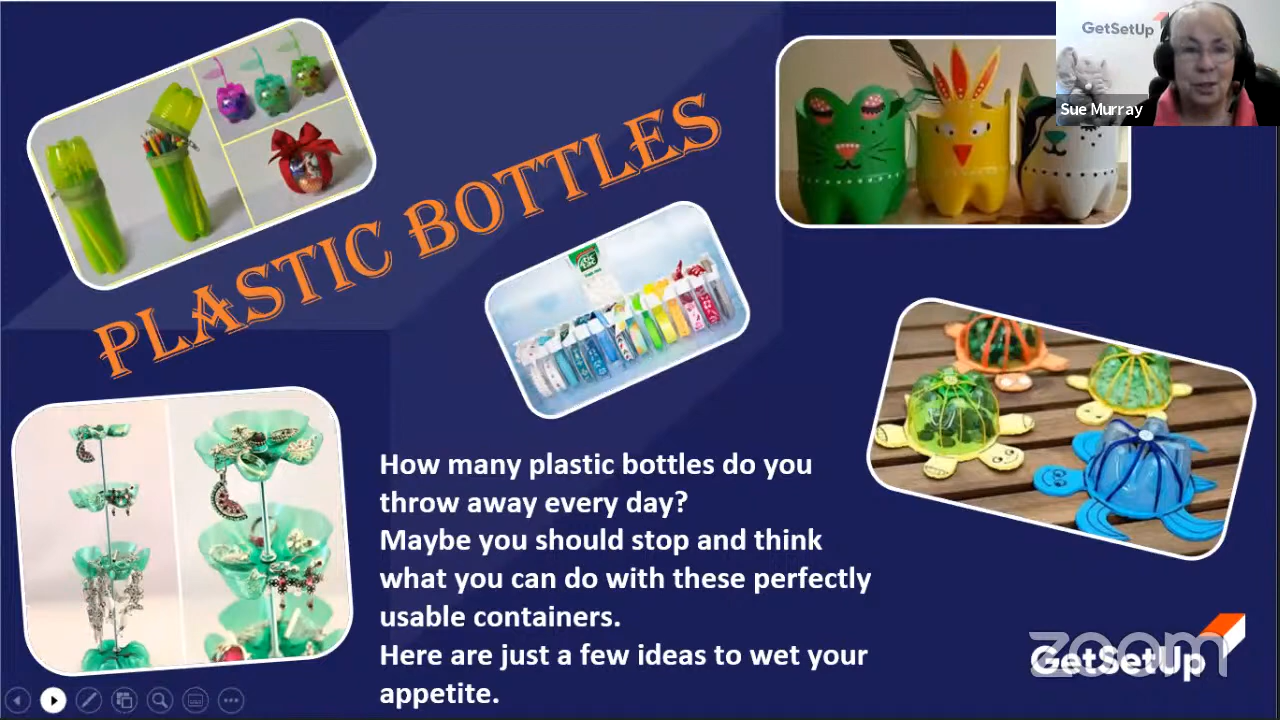 GetSetUp
Sue Murray
PLASTIC BOTTLES
How many plastic bottles do you
throw away every day?
Maybe you should stop and think
what you can do with these perfectly
usable containers.
Here are just a few ideas to wet your
appetite.
zoom
GetSetUp